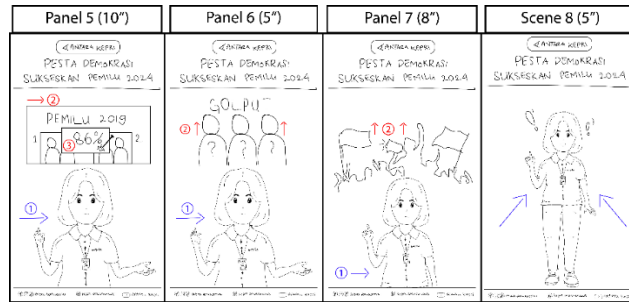 Panel 5 (10”)
ANTARA KEPRI
PESTA DEMOKRASI
SUKSESKAN PEMILU 2024
2
PEMILU 2019
1
86%
2
3
1
Panel 6 (5”)
ANTARA KEPRI
PESTA DEMOKRASI
SUKSESKAN PEMILU 2024
GOLPUT
2
? ? ?
1
Panel 7 (8”)
ANTARA KEPRI
PESTA DEMOKRASI
SUKSESKAN PEMILU 2024
2
1
Scene 8 (5”)
ANTARA KEPRI
PESTA DEMOKRASI
SUKSESKAN PEMILU 2024
! !